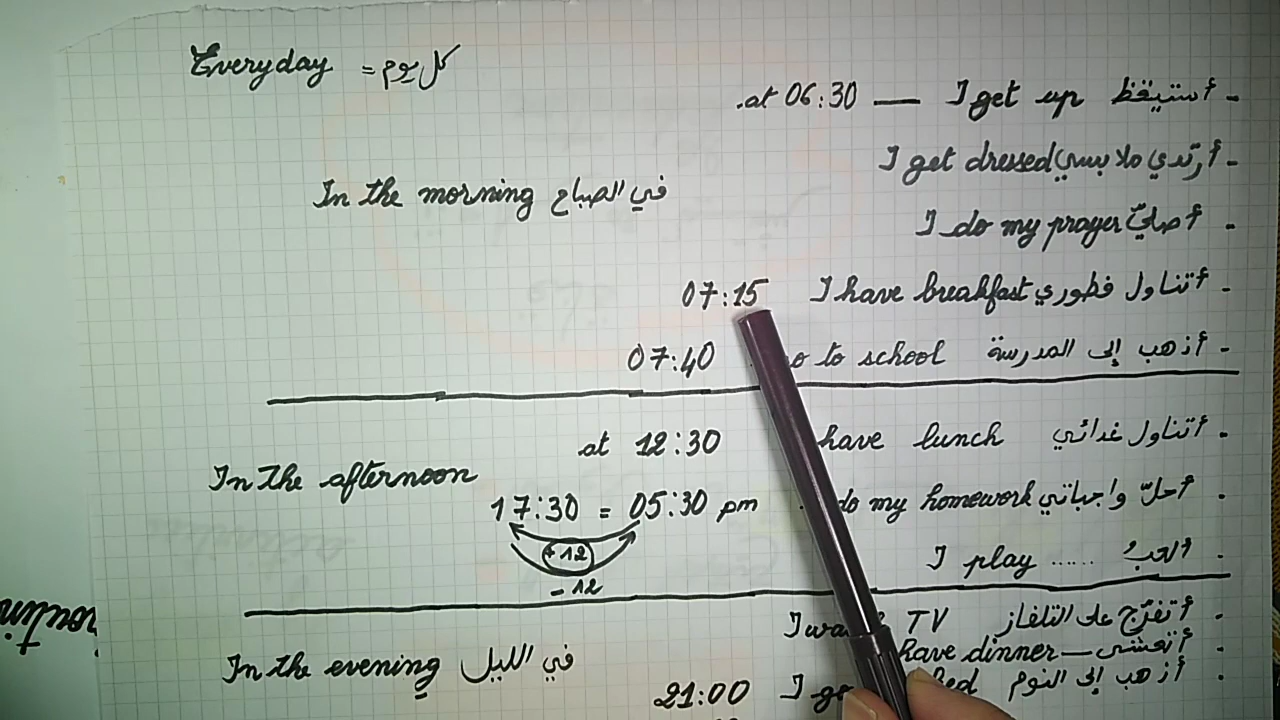 Everyday = كل يوم
at 06:30 — I get up أستيقظ -
I get dressed أرتدي ملابسي -
In the morning في الصباح
I do my prayer أصلّي -
07:15 I have breakfast أتناول فطوري -
07:40 to school أذهب إلى المدرسة -
at 12:30 have lunch أتناول غدائي -
In the afternoon
17:30 = 05:30 pm do my homework أحلّ واجباتي -
+12
- 12
I play ...... ألعبُ -
I TV أتفرّج على التلفاز -
have dinner — أتعشى -
In the evening في الليل
21:00 I أذهب إلى النوم -
routin